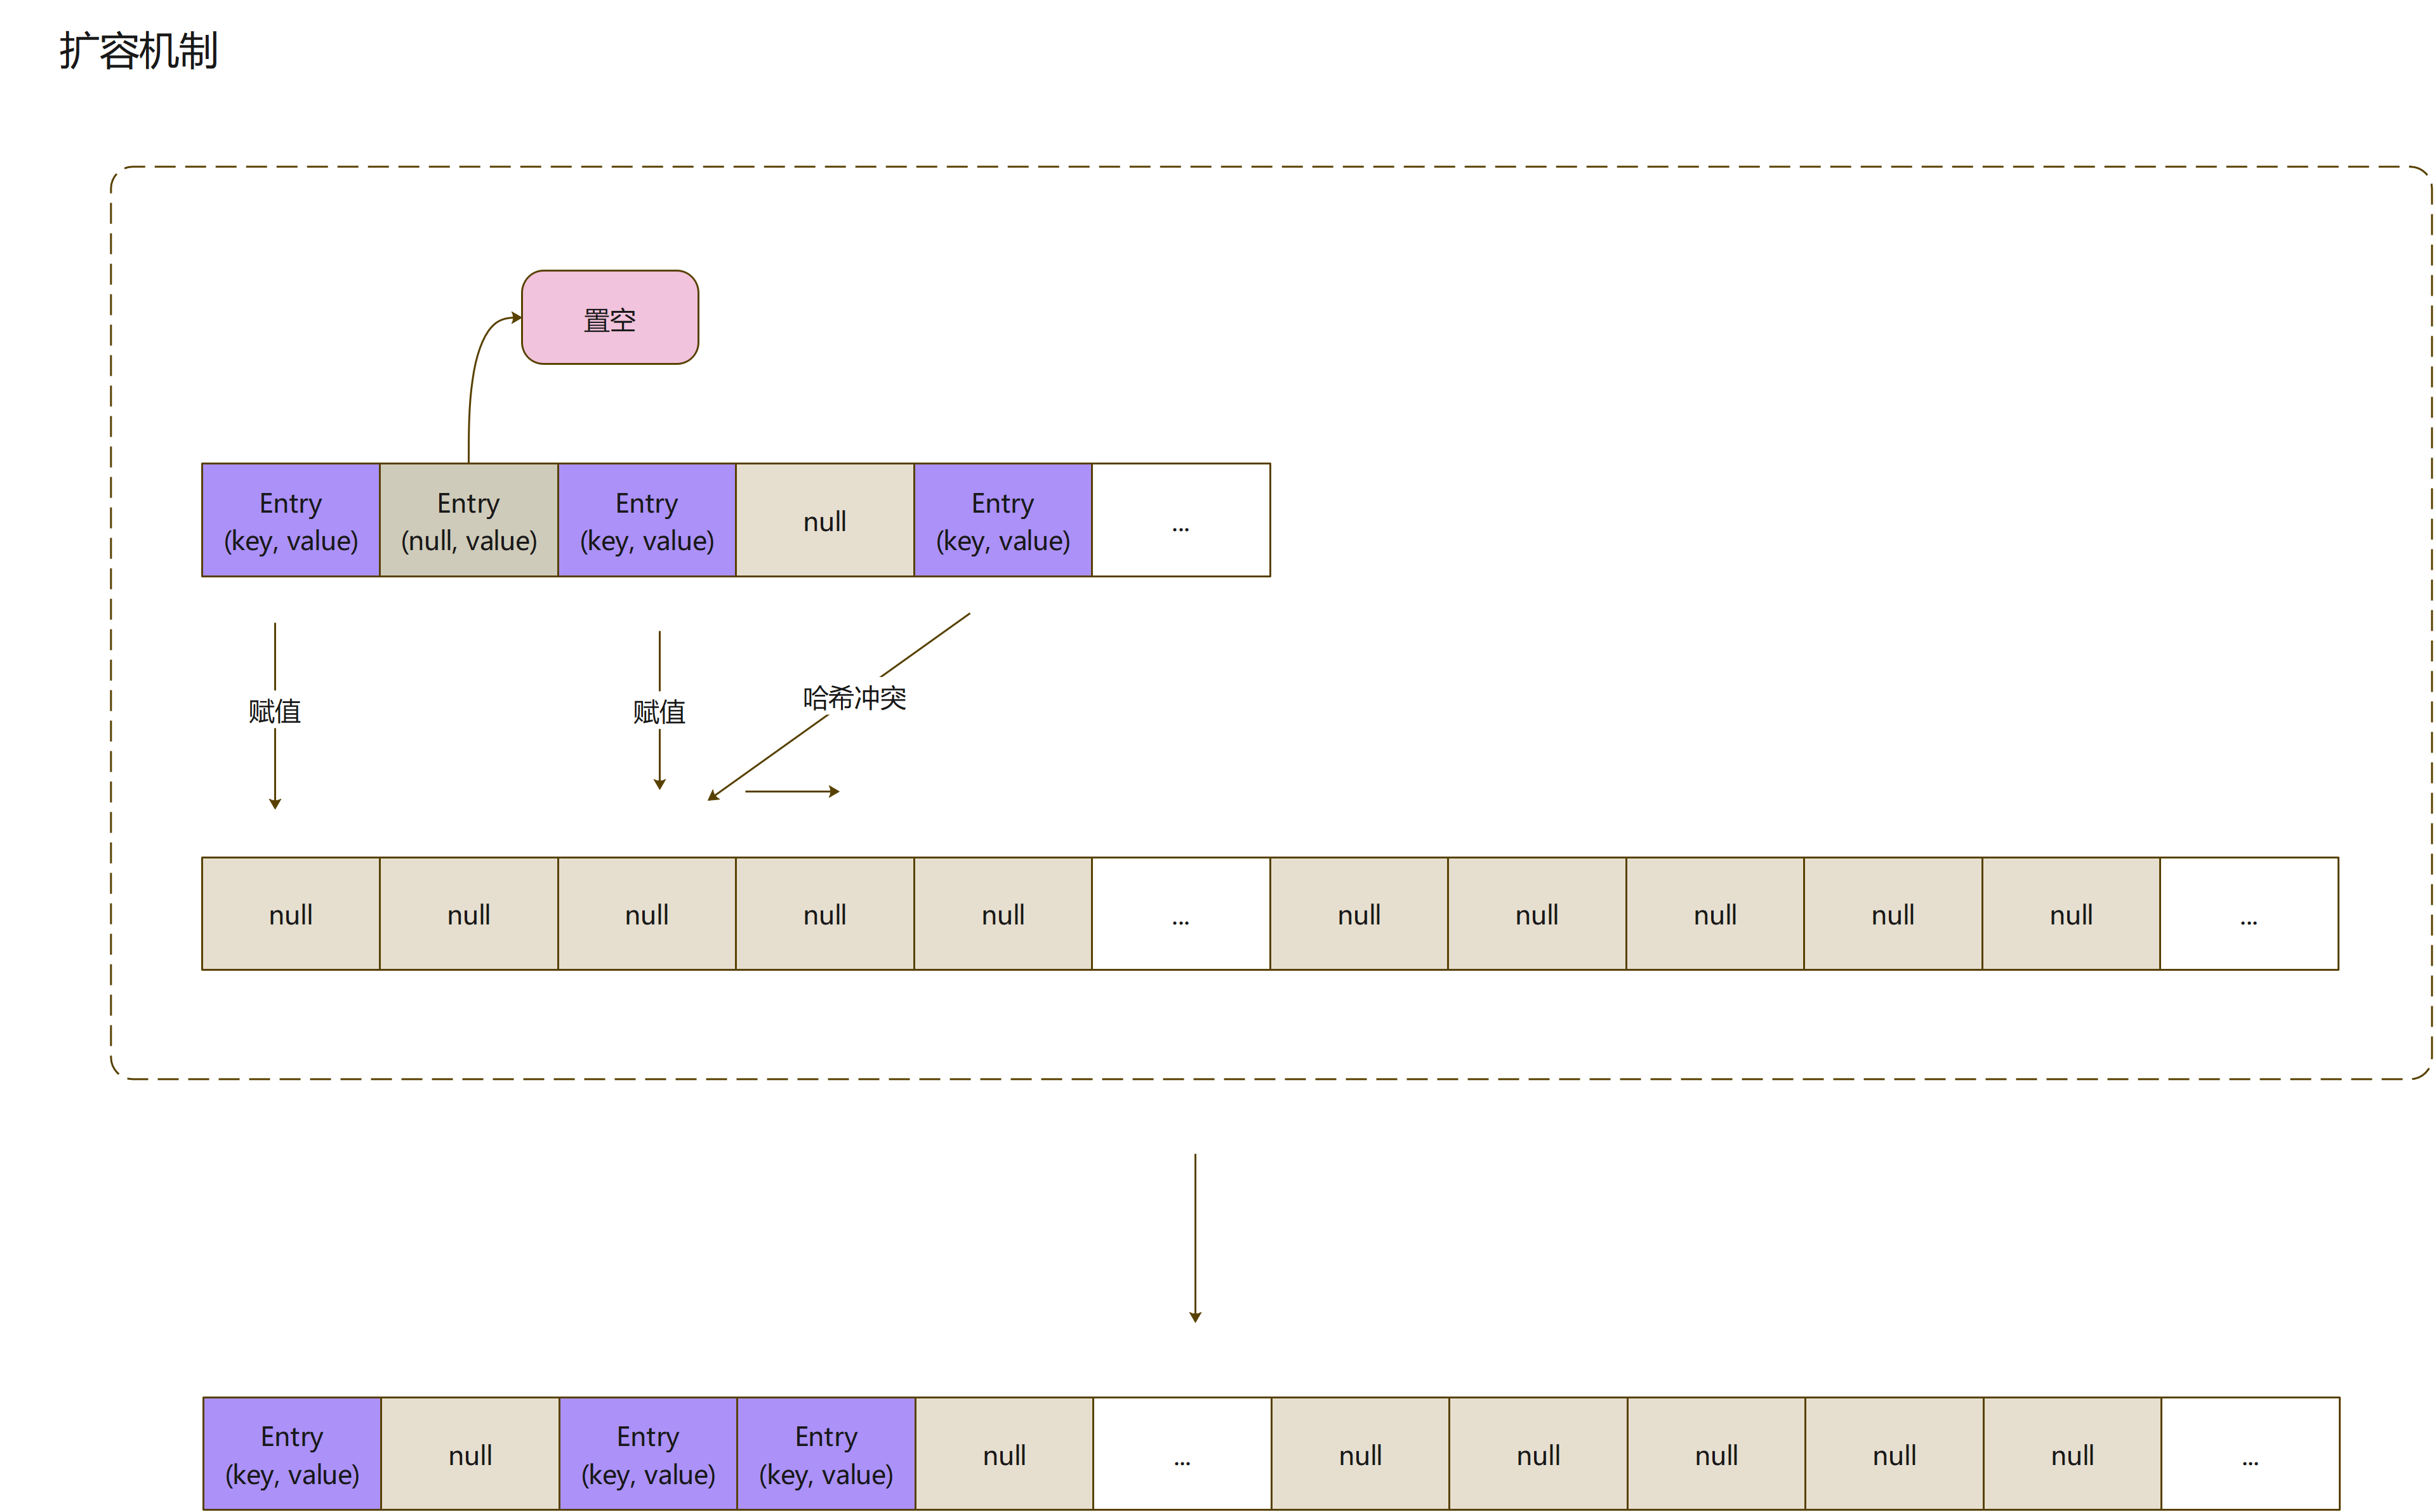 扩容机制
置空
Entry
(key, value)
Entry
(null, value)
Entry
(key, value)
null
Entry
(key, value)
...
赋值
赋值
哈希冲突
null
null
null
null
null
...
null
null
null
null
null
...
Entry
(key, value)
null
Entry
(key, value)
Entry
(key, value)
null
...
null
null
null
null
null
...